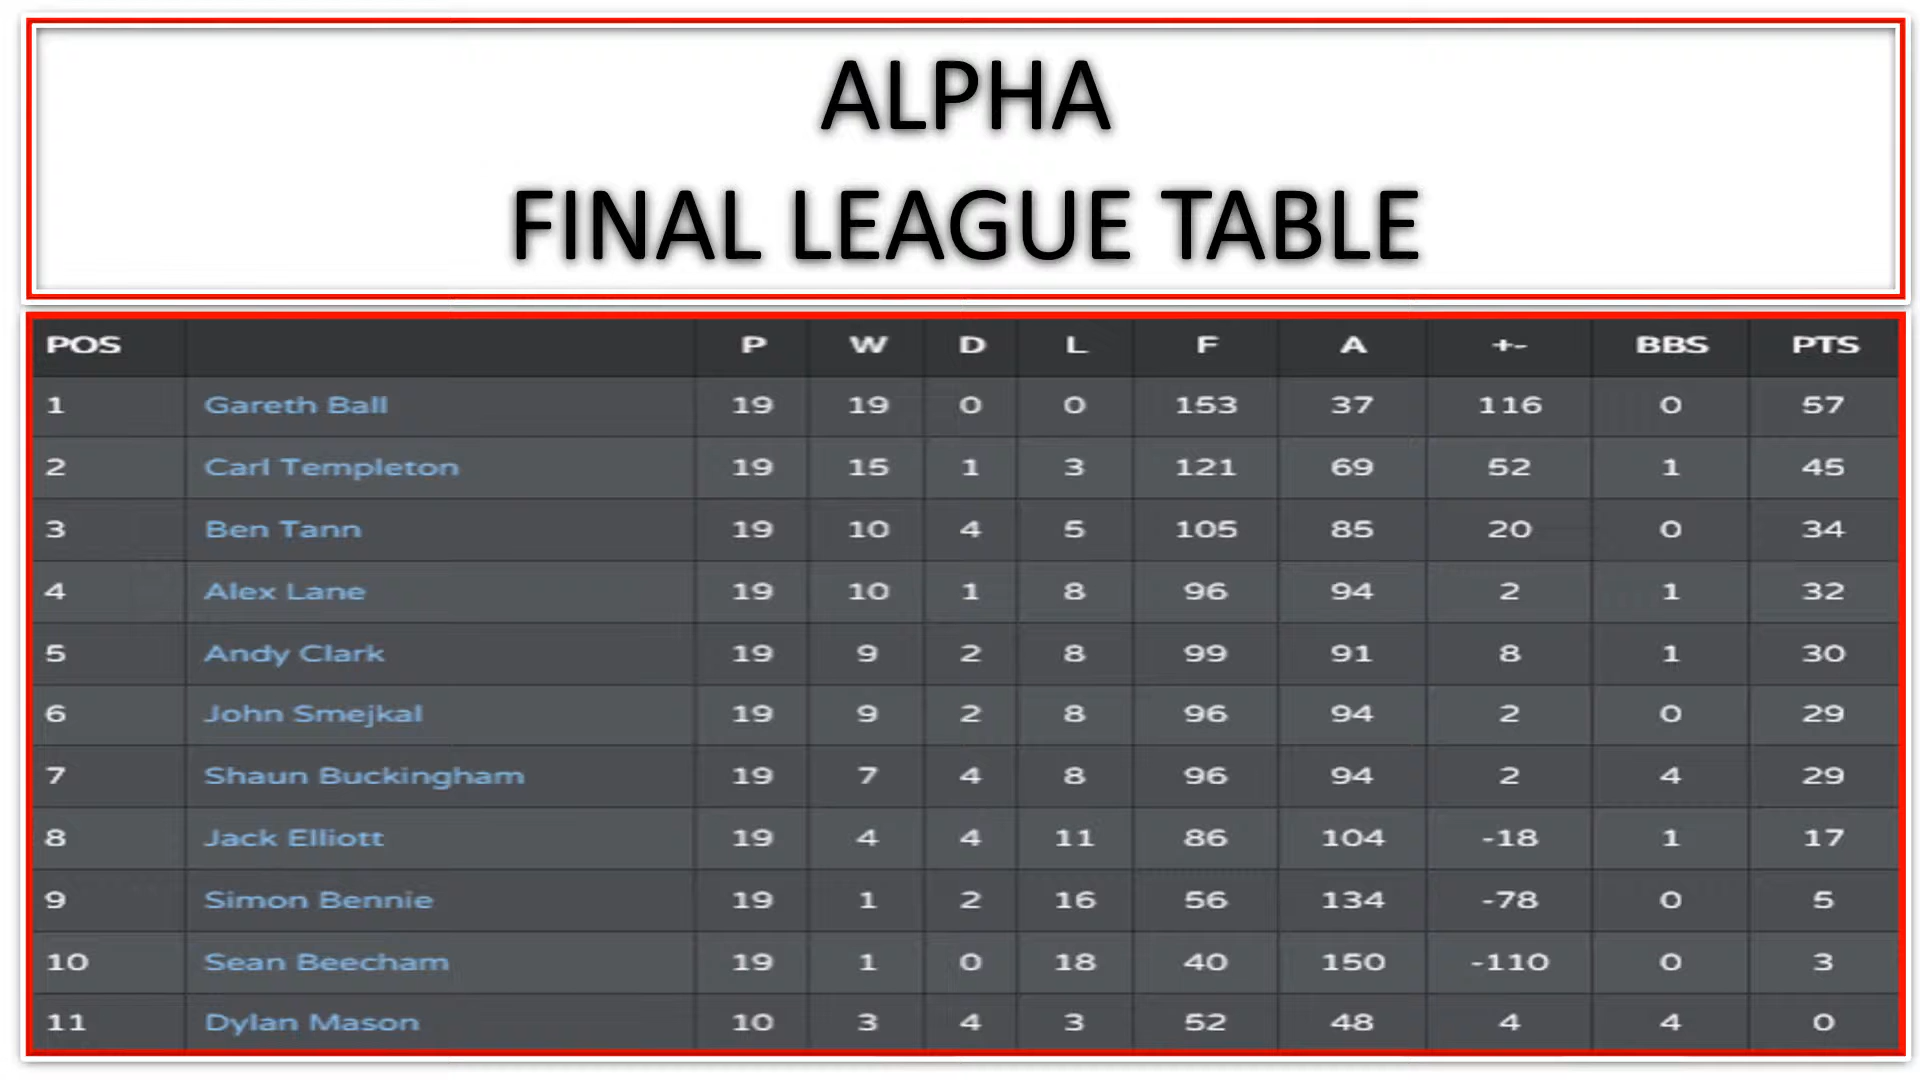 ALPHA
FINAL LEAGUE TABLE
POS P W D L F A +- BBS PTS
1 Gareth Ball 19 19 0 0 153 37 116 0 57
2 Carl Templeton 19 15 1 3 121 69 52 1 45
3 Ben Tann 19 10 4 5 105 85 20 0 34
4 Alex Lane 19 10 1 8 96 94 2 1 32
5 Andy Clark 19 9 2 8 99 91 8 1 30
6 John Smejkal 19 9 2 8 96 94 2 0 29
7 Shaun Buckingham 19 7 4 8 96 94 2 4 29
8 Jack Elliott 19 4 4 11 86 104 -18 1 17
9 Simon Bennie 19 1 2 16 56 134 -78 0 5
10 Sean Beecham 19 1 0 18 40 150 -110 0 3
11 Dylan Mason 10 3 4 3 52 48 4 4 0